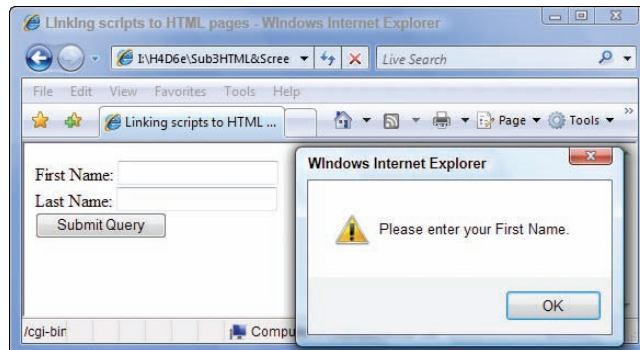 Linking scripts to HTML pages - Windows Internet Explorer
I:\H4D6e\Sub3HTML&Scree
Live Search
File Edit View Favorites Tools Help
Linking scripts to HTML ...
Page
Tools
»
First Name:
Last Name:
Submit Query
Windows Internet Explorer
Please enter your First Name.
OK
/cgi-bin
Compu